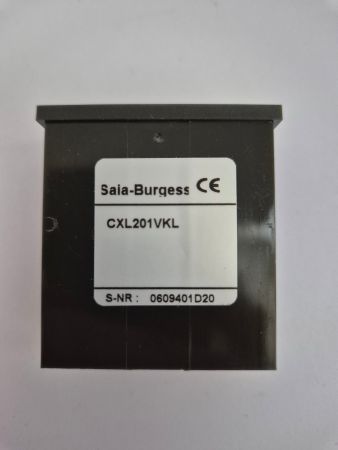 Saia-Burgess CE
CXL201VKL
S-NR : 0609401D20